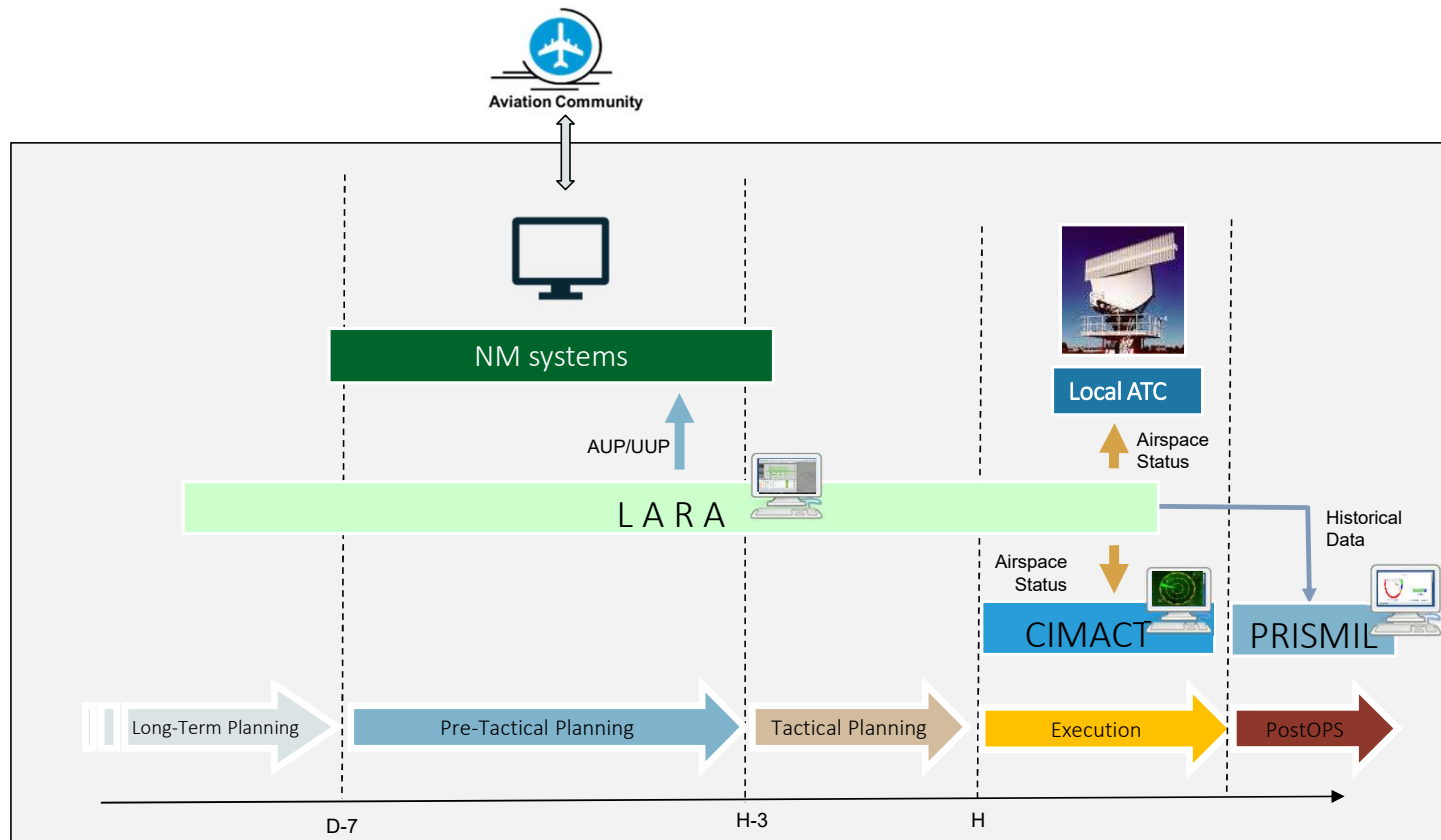 Aviation Community
NM systems
Local ATC
AUP/UUP
Airspace
Status
L A R A
Historical
Data
Airspace
Status
CIMACT
PRISMIL
Long-Term Planning
Pre-Tactical Planning
Tactical Planning
Execution
PostOPS
D-7
H-3
H